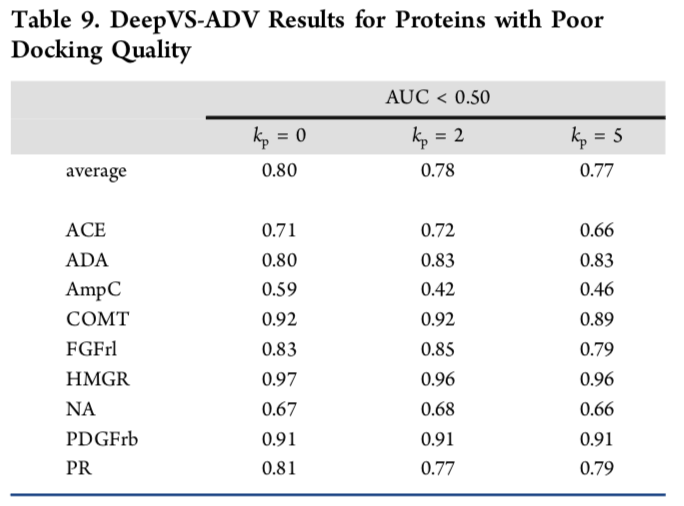 Table 9. DeepVS-ADV Results for Proteins with Poor
Docking Quality
AUC < 0.50
kp = 0 kp = 2 kp = 5
average 0.80 0.78 0.77
ACE 0.71 0.72 0.66
ADA 0.80 0.83 0.83
AmpC 0.59 0.42 0.46
COMT 0.92 0.92 0.89
FGFrl 0.83 0.85 0.79
HMGR 0.97 0.96 0.96
NA 0.67 0.68 0.66
PDGFrb 0.91 0.91 0.91
PR 0.81 0.77 0.79